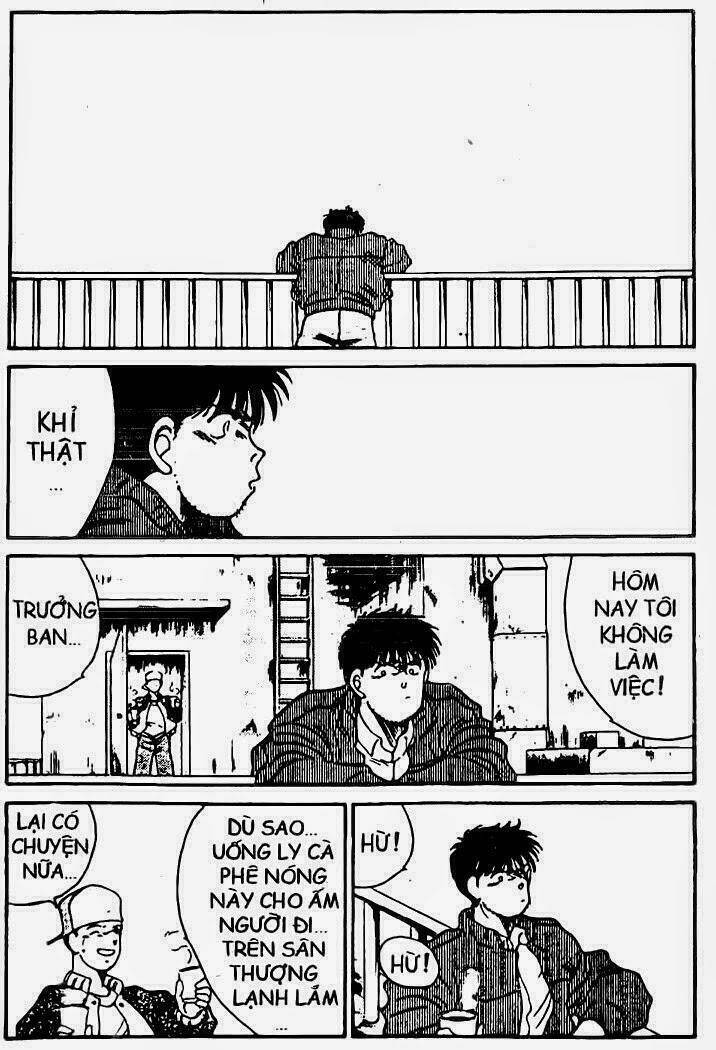 KHỈ
THẬT
...
TRƯỞNG
BAN...
HÔM
NAY TÔI
KHÔNG
LÀM
VIỆC!
LẠI CÓ
CHUYỆN
NỮA...
DÙ SAO...
UỐNG LY CÀ
PHÊ NÓNG
NÀY CHO ẤM
NGƯỜI ĐI...
TRÊN SÂN
THƯỢNG
LẠNH LẮM
...
HỪ!
HỪ!